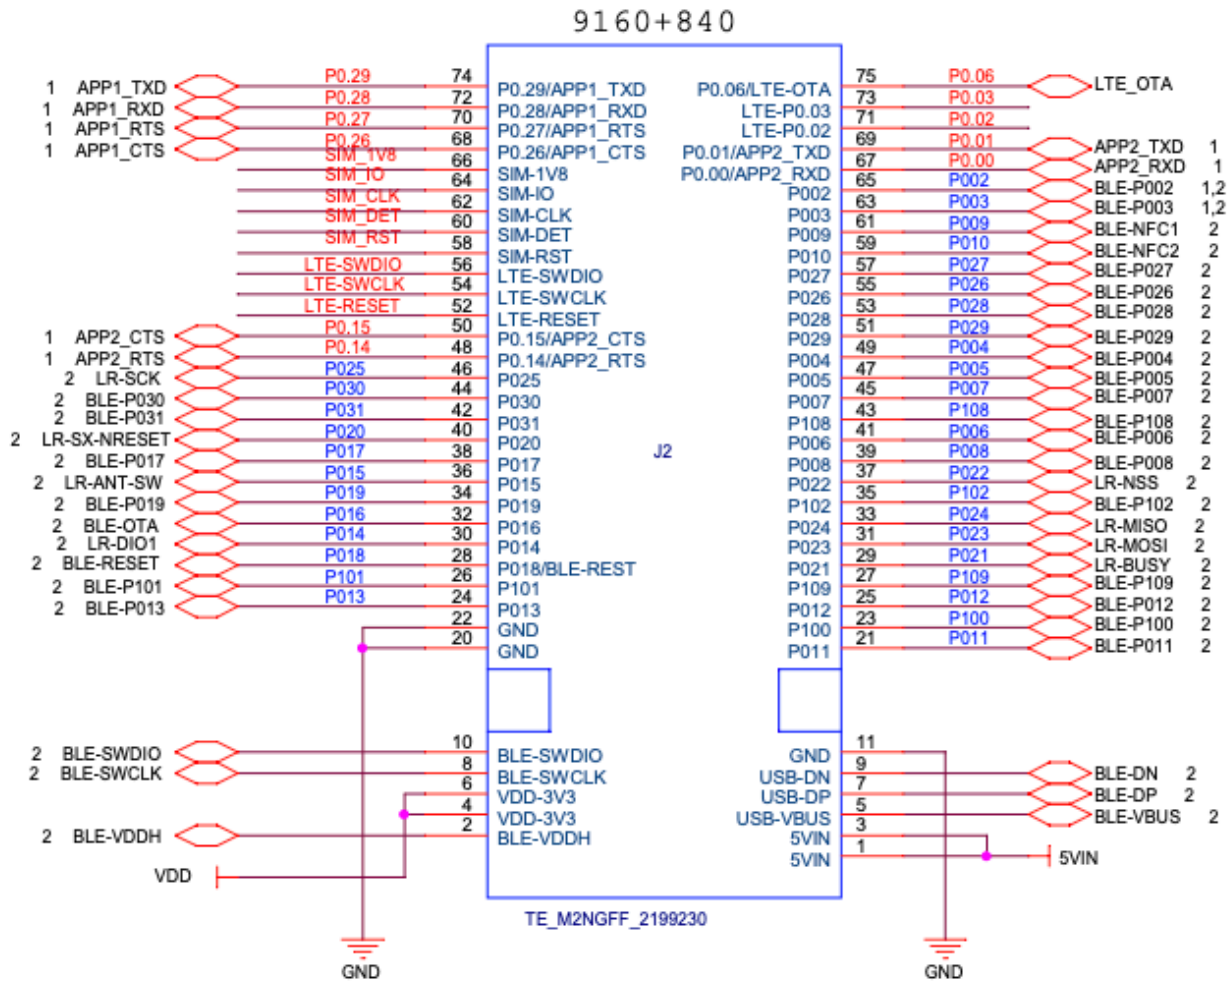 9160+840
1 APP1_TXD P0.29 74 P0.29/APP1_TXD P0.06/LTE-OTA 75 P0.06 LTE_OTA
1 APP1_RXD P0.28 72 P0.28/APP1_RXD LTE-P0.03 73 P0.03
1 APP1_RTS P0.27 70 P0.27/APP1_RTS LTE-P0.02 71 P0.02
1 APP1_CTS P0.26 68 P0.26/APP1_CTS P0.01/APP2_TXD 69 P0.01 APP2_TXD 1
SIM_1V8 66 SIM-1V8 P0.00/APP2_RXD 67 P0.00 APP2_RXD 1
SIM_IO 64 SIM-IO P002 65 P002 BLE-P002 1,2
SIM_CLK 62 SIM-CLK P003 63 P003 BLE-P003 1,2
SIM_DET 60 SIM-DET P009 61 P009 BLE-NFC1 2
SIM_RST 58 SIM-RST P010 59 P010 BLE-NFC2 2
LTE-SWDIO 56 LTE-SWDIO P027 57 P027 BLE-P027 2
LTE-SWCLK 54 LTE-SWCLK P026 55 P026 BLE-P026 2
LTE-RESET 52 LTE-RESET P028 53 P028 BLE-P028 2
1 APP2_CTS P0.15 50 P0.15/APP2_CTS P029 51 P029 BLE-P029 2
1 APP2_RTS P0.14 48 P0.14/APP2_RTS P004 49 P004 BLE-P004 2
2 LR-SCK P025 46 P025 P005 47 P005 BLE-P005 2
2 BLE-P030 P030 44 P030 P007 45 P007 BLE-P007 2
2 BLE-P031 P031 42 P031 P108 43 P108 BLE-P108 2
2 LR-SX-NRESET P020 40 P020 P006 41 P006 BLE-P006 2
J2
2 BLE-P017 P017 38 P017 P008 39 P008 BLE-P008 2
2 LR-ANT-SW P015 36 P015 P022 37 P022 LR-NSS 2
2 BLE-P019 P019 34 P019 P102 35 P102 BLE-P102 2
2 BLE-OTA P016 32 P016 P024 33 P024 LR-MISO 2
2 LR-DIO1 P014 30 P014 P023 31 P023 LR-MOSI 2
2 BLE-RESET P018 28 P018/BLE-REST P021 29 P021 LR-BUSY 2
2 BLE-P101 P101 26 P101 P109 27 P109 BLE-P109 2
2 BLE-P013 P013 24 P013 P012 25 P012 BLE-P012 2
22 GND P100 23 P100 BLE-P100 2
20 GND P011 21 P011 BLE-P011 2
2 BLE-SWDIO 10 BLE-SWDIO GND 11
2 BLE-SWCLK 8 BLE-SWCLK USB-DN 9 BLE-DN 2
6 VDD-3V3 USB-DP 7 BLE-DP 2
4 VDD-3V3 USB-VBUS 5 BLE-VBUS 2
2 BLE-VDDH 2 BLE-VDDH 5VIN 3
VDD 5VIN 1 5VIN
TE_M2NGFF_2199230
GND GND